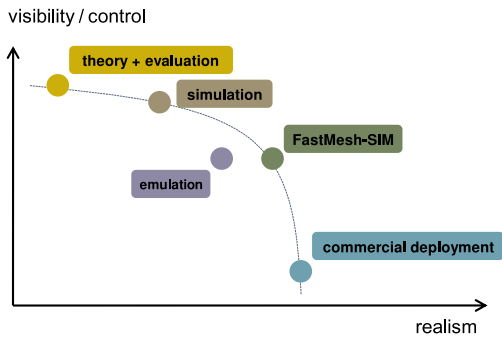 visibility / control
theory + evaluation
simulation
FastMesh-SIM
emulation
commercial deployment
realism